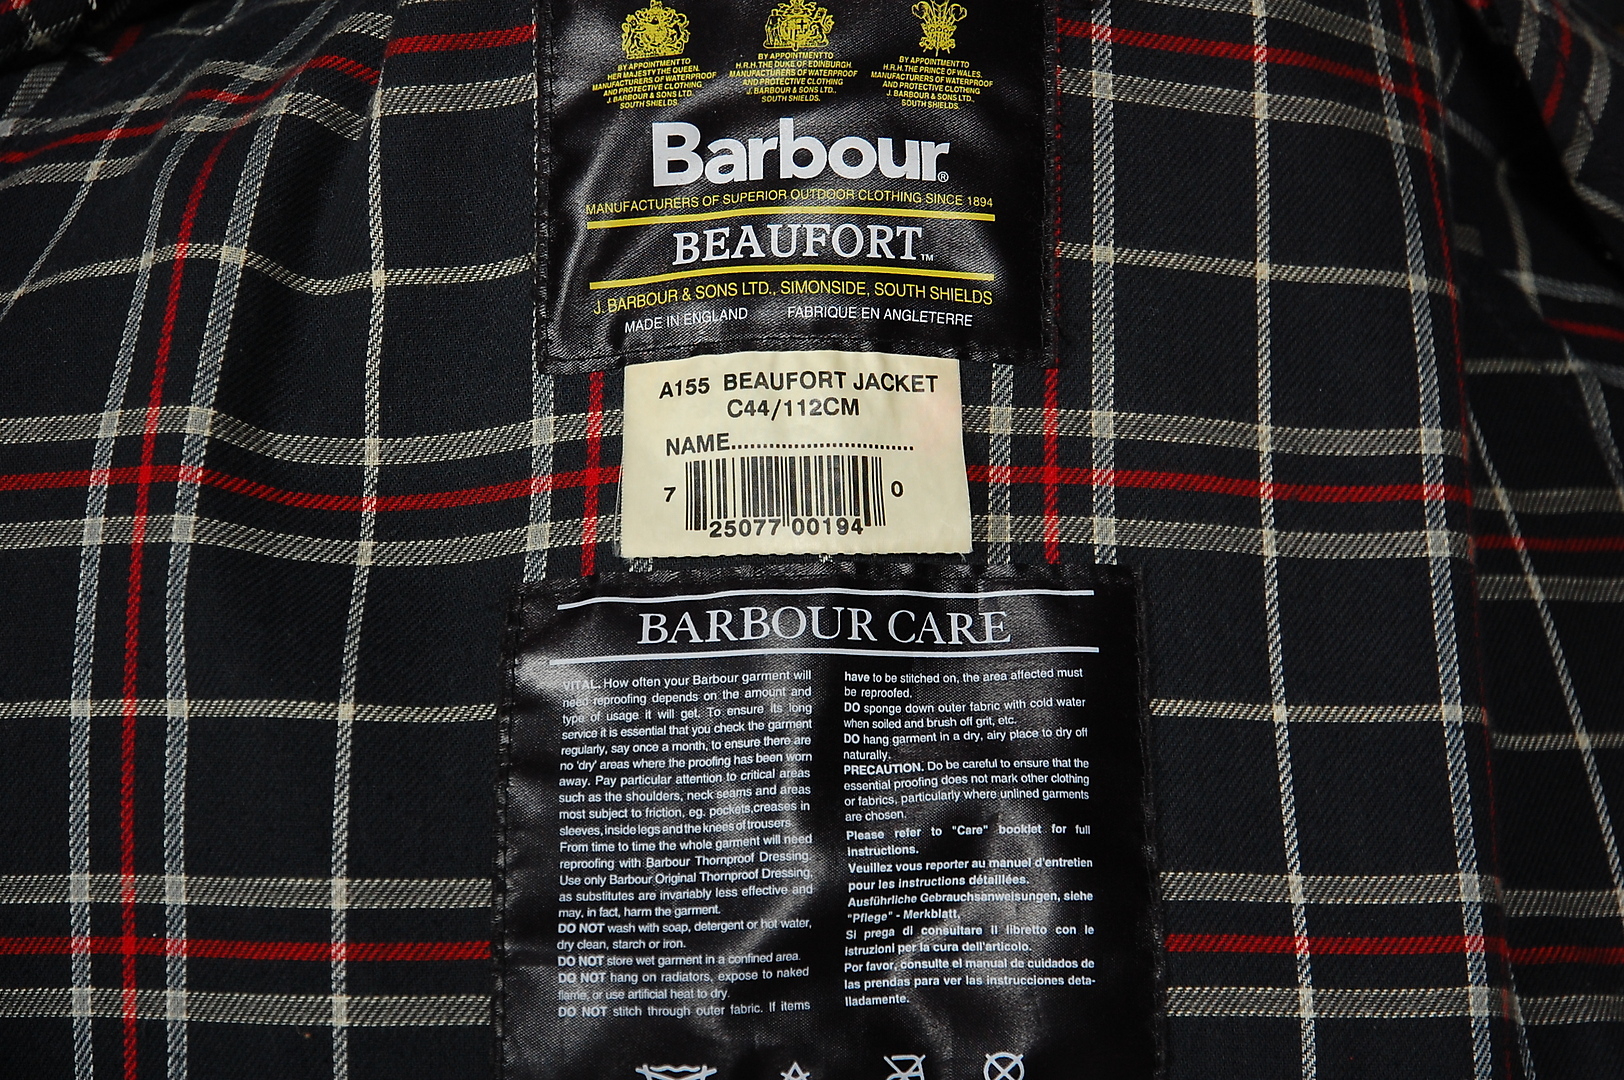 BY APPOINTMENT TO
HER MAJESTY THE QUEEN.
MANUFACTURERS OF WATERPROOF
AND PROTECTIVE CLOTHING
J. BARBOUR & SONS LTD.
SOUTH SHIELDS.
BY APPOINTMENT TO
H.R.H. THE DUKE OF EDINBURGH.
MANUFACTURERS OF WATERPROOF
AND PROTECTIVE CLOTHING
J. BARBOUR & SONS LTD.,
SOUTH SHIELDS.
BY APPOINTMENT TO
H.R.H. THE PRINCE OF WALES.
MANUFACTURERS OF WATERPROOF
AND PROTECTIVE CLOTHING
J. BARBOUR & SONS LTD.
SOUTH SHIELDS.
Barbour®
MANUFACTURERS OF SUPERIOR OUTDOOR CLOTHING SINCE 1894
BEAUFORT™
J. BARBOUR & SONS LTD., SIMONSIDE, SOUTH SHIELDS
MADE IN ENGLAND FABRIQUE EN ANGLETERRE
A155 BEAUFORT JACKET
C44/112CM
NAME............................
7 25077 00194 0
BARBOUR CARE
VITAL. How often your Barbour garment will
need reproofing depends on the amount and
type of usage it will get. To ensure its long
service it is essential that you check the garment
regularly, say once a month, to ensure there are
no 'dry' areas where the proofing has been worn
away. Pay particular attention to critical areas
such as the shoulders, neck seams and areas
most subject to friction, eg. pockets,creases in
sleeves, inside legs and the knees of trousers.
From time to time the whole garment will need
reproofing with Barbour Thornproof Dressing.
Use only Barbour Original Thornproof Dressing,
as substitutes are invariably less effective and
may, in fact, harm the garment.
DO NOT wash with soap, detergent or hot water,
dry clean, starch or iron.
DO NOT store wet garment in a confined area.
DO NOT hang on radiators, expose to naked
flame, or use artificial heat to dry.
DO NOT stitch through outer fabric. If items
have to be stitched on, the area affected must
be reproofed.
DO sponge down outer fabric with cold water
when soiled and brush off grit, etc.
DO hang garment in a dry, airy place to dry off
naturally.
PRECAUTION. Do be careful to ensure that the
essential proofing does not mark other clothing
or fabrics, particularly where unlined garments
are chosen.
Please refer to "Care" booklet for full
instructions.
Veuillez vous reporter au manuel d'entretien
pour les instructions détaillées.
Ausführliche Gebrauchsanweisungen, siehe
"Pflege" - Merkblatt,
Si prega di consultare il libretto con le
istruzioni per la cura dell'articolo.
Por favor, consulte el manual de cuidados de
las prendas para ver las instrucciones deta-
lladamente.